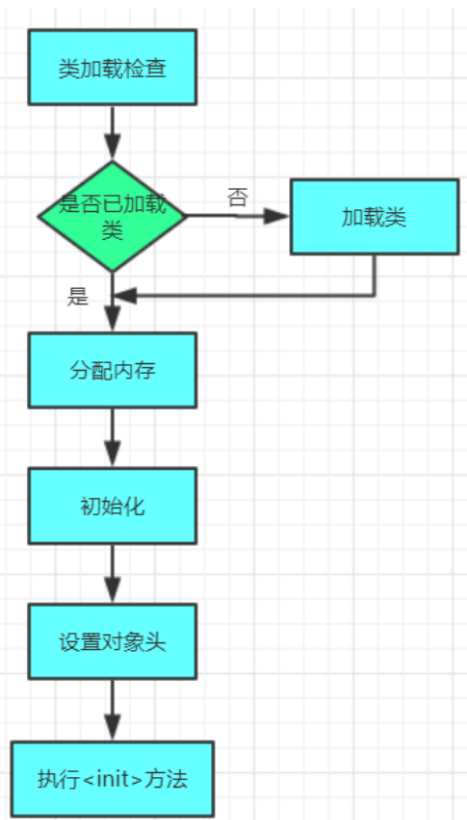 类加载检查
是否已加载
类
否
加载类
是
分配内存
初始化
设置对象头
执行<init>方法